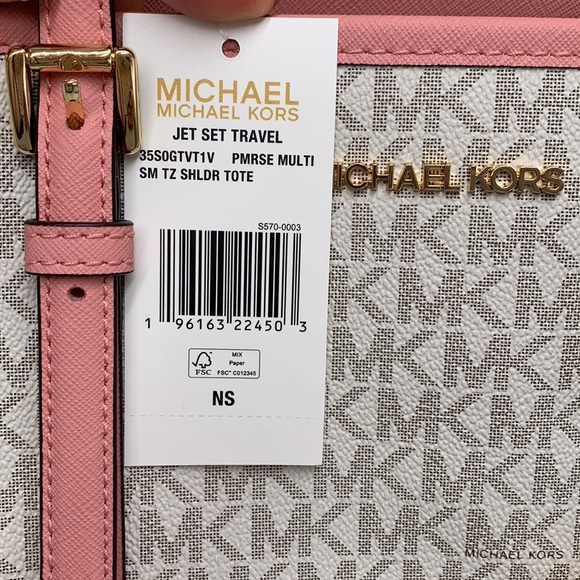 MICHAEL
MICHAEL KORS
JET SET TRAVEL
35S0GTVT1V PMRSE MULTI
SM TZ SHLDR TOTE
S570-0003
1 96163 22450 3
FSC
MIX
Paper
FSC™ C012345
NS
MICHAEL KORS
MICHAEL KORS